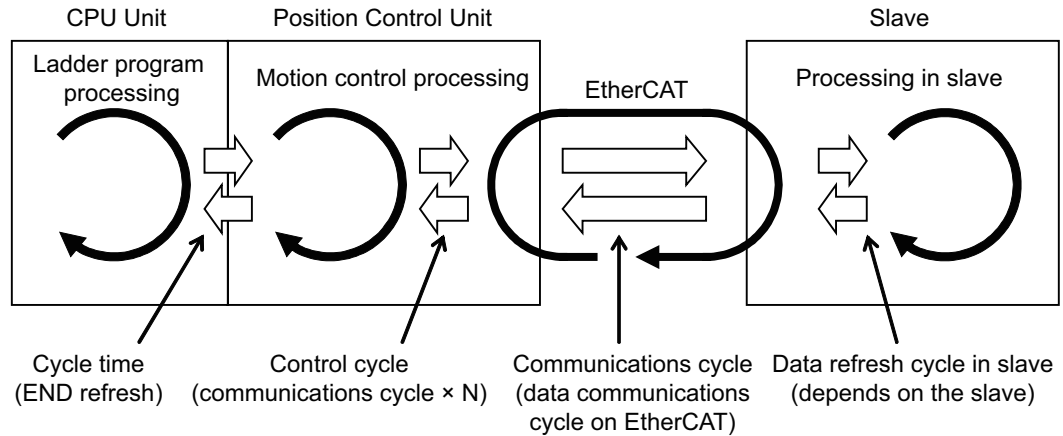 CPU Unit
Position Control Unit
Slave
Ladder program
processing
Motion control processing
EtherCAT
Processing in slave
Cycle time
(END refresh)
Control cycle
(communications cycle × N)
Communications cycle
(data communications
cycle on EtherCAT)
Data refresh cycle in slave
(depends on the slave)